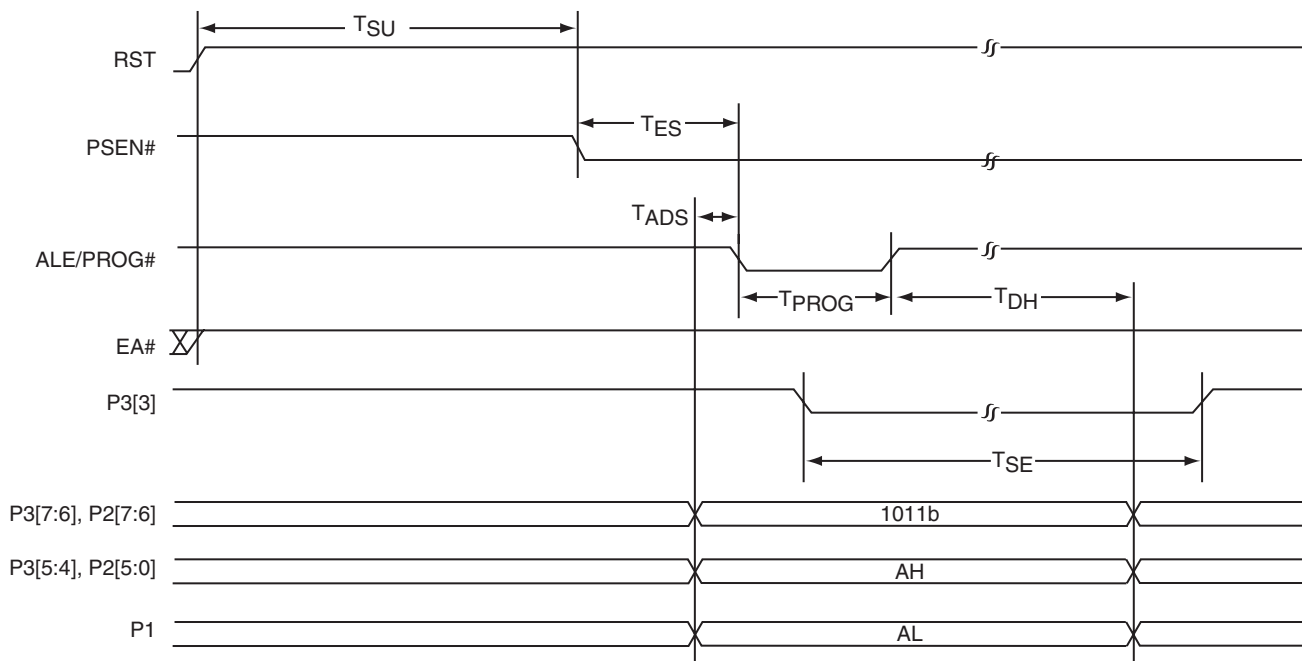 TSU
RST
TES
PSEN#
TADS
ALE/PROG#
TPROG
TDH
EA#
P3[3]
TSE
P3[7:6], P2[7:6]
1011b
P3[5:4], P2[5:0]
AH
P1
AL